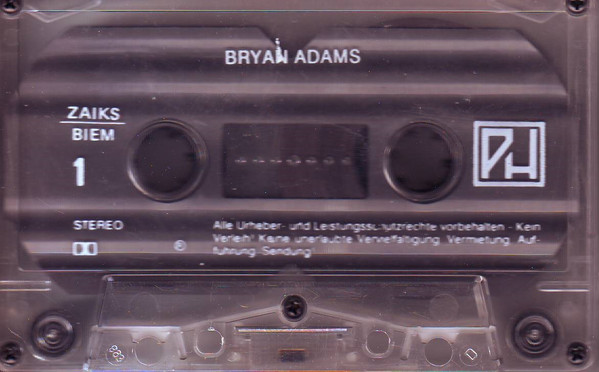 BRYAN ADAMS
ZAIKS
BIEM
1
STEREO
Alle Urheber- und Leistungsschutzrechte vorbehalten - Kein
Verleih! Keine unerlaubte Vervielfältigung Vermietung Auf-
führung Sendung!